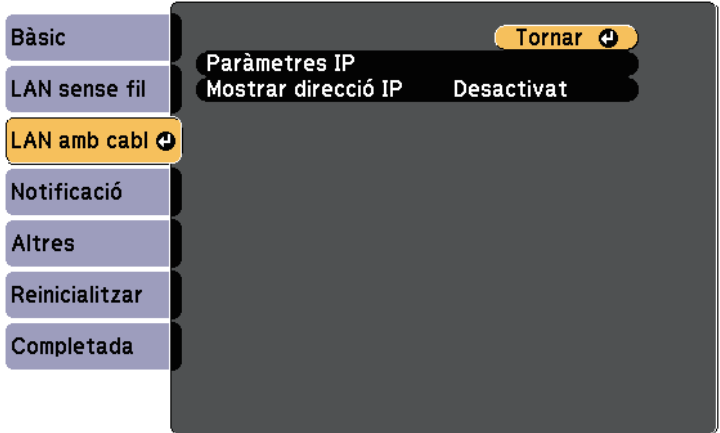 Bàsic
LAN sense fil
LAN amb cabl
Notificació
Altres
Reinicialitzar
Completada
Tornar
Paràmetres IP
Mostrar direcció IP Desactivat